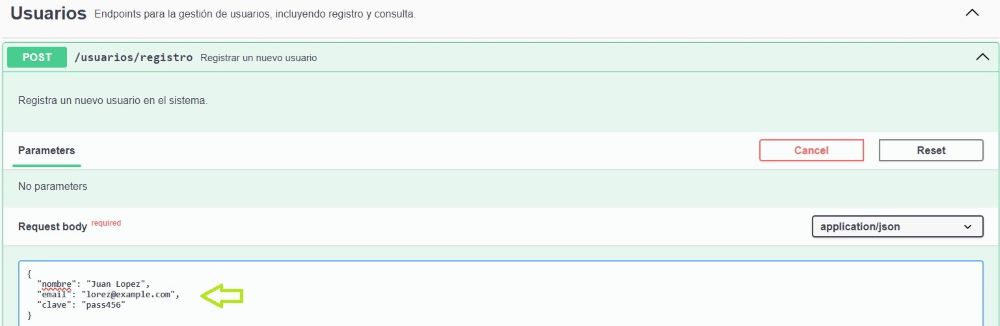 Usuarios Endpoints para la gestión de usuarios, incluyendo registro y consulta.
POST /usuarios/registro Registrar un nuevo usuario
Registra un nuevo usuario en el sistema.
Parameters Cancel Reset
No parameters
Request body required application/json
{
"nombre": "Juan Lopez",
"email": "lorez@example.com",
"clave": "pass456"
}